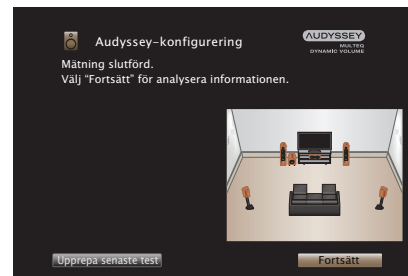 Audyssey-konfigurering
AUDYSSEY
MULTEQ
DYNAMIC VOLUME
Mätning slutförd.
Välj “Fortsätt” för analysera informationen.
Upprepa senaste test
Fortsätt